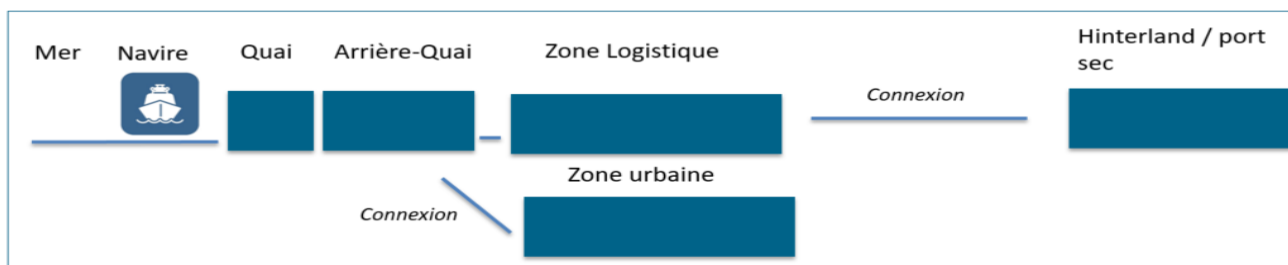 Mer
Navire
Quai
Arrière-Quai
Zone Logistique
Connexion
Hinterland / port
sec
Zone urbaine
Connexion